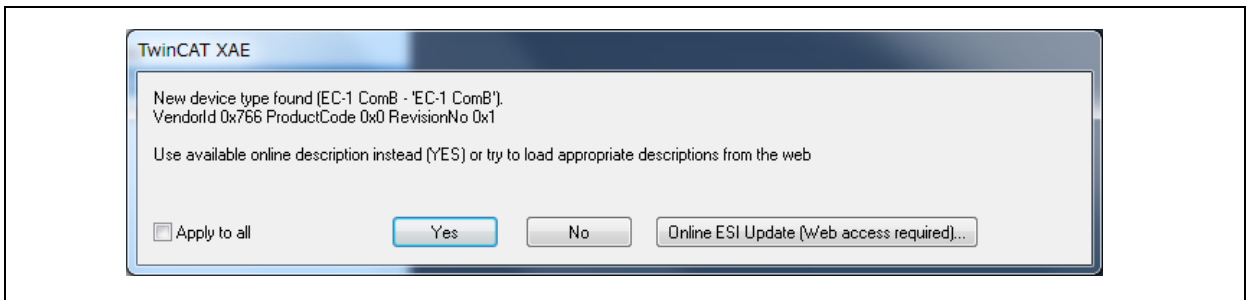 TwinCAT XAE
New device type found (EC-1 ComB - 'EC-1 ComB').
VendorId 0x766 ProductCode 0x0 RevisionNo 0x1
Use available online description instead (YES) or try to load appropriate descriptions from the web
Apply to all
Yes
No
Online ESI Update (Web access required)...